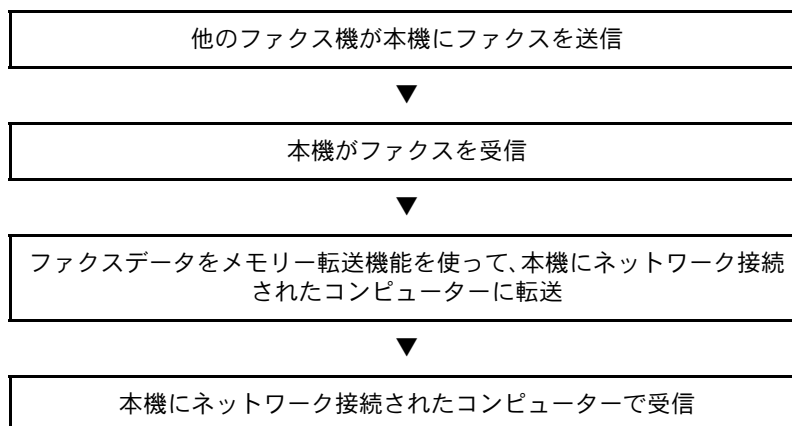 他のファクス機が本機にファクスを送信
▼
本機がファクスを受信
▼
ファクスデータをメモリー転送機能を使って、本機にネットワーク接続
されたコンピューターに転送
▼
本機にネットワーク接続されたコンピューターで受信